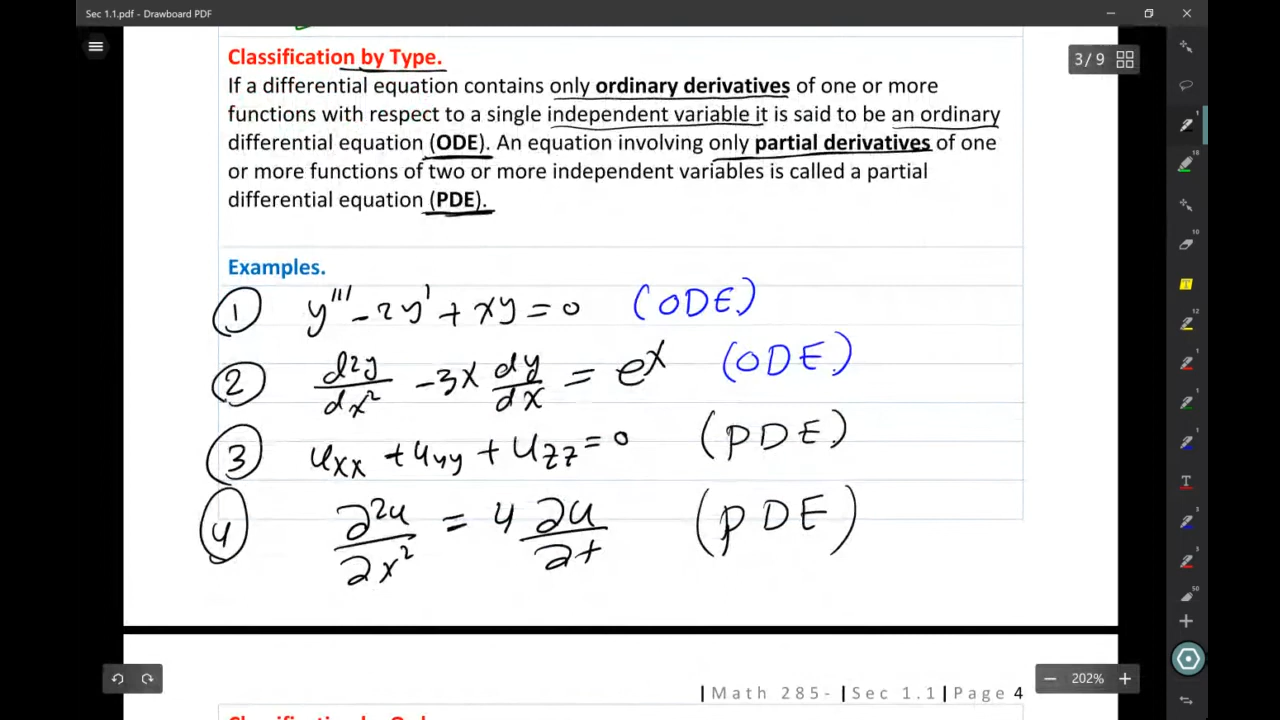 Sec 1.1.pdf - Drawboard PDF
3/9
Classification by Type.
If a differential equation contains only ordinary derivatives of one or more
functions with respect to a single independent variable it is said to be an ordinary
differential equation (ODE). An equation involving only partial derivatives of one
or more functions of two or more independent variables is called a partial
differential equation (PDE).
Examples.
① y''' - 2y' + xy = 0 (ODE)
② d²y/dx² - 3x dy/dx = eˣ (ODE)
③ uxx + uyy + uzz = 0 (PDE)
④ ∂²u/∂x² = 4 ∂u/∂t (PDE)
202%
| Math 285- | Sec 1.1 | Page 4